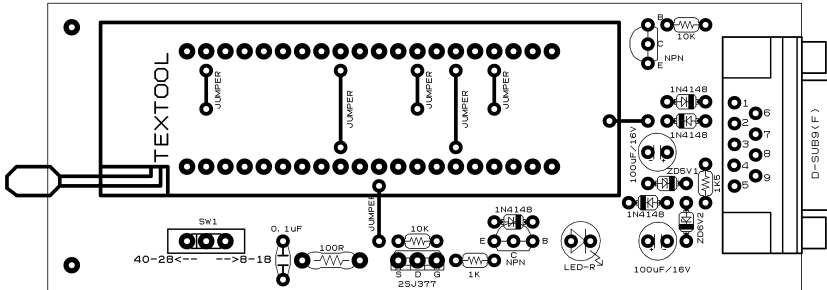 B
10K
C
E
NPN
TEXTOOL
JUMPER
JUMPER
JUMPER
JUMPER
JUMPER
1N4148
1N4148
100uF/16V
1
2
3
4
5
6
7
8
9
D-SUB9(F)
ZD5V1
1K5
1N4148
ZD6V2
100uF/16V
JUMPER
SW1
40-28<-- -->8-18
0.1uF
100R
10K
S D G
2SJ377
1K
1N4148
E
B
C
NPN
LED-R